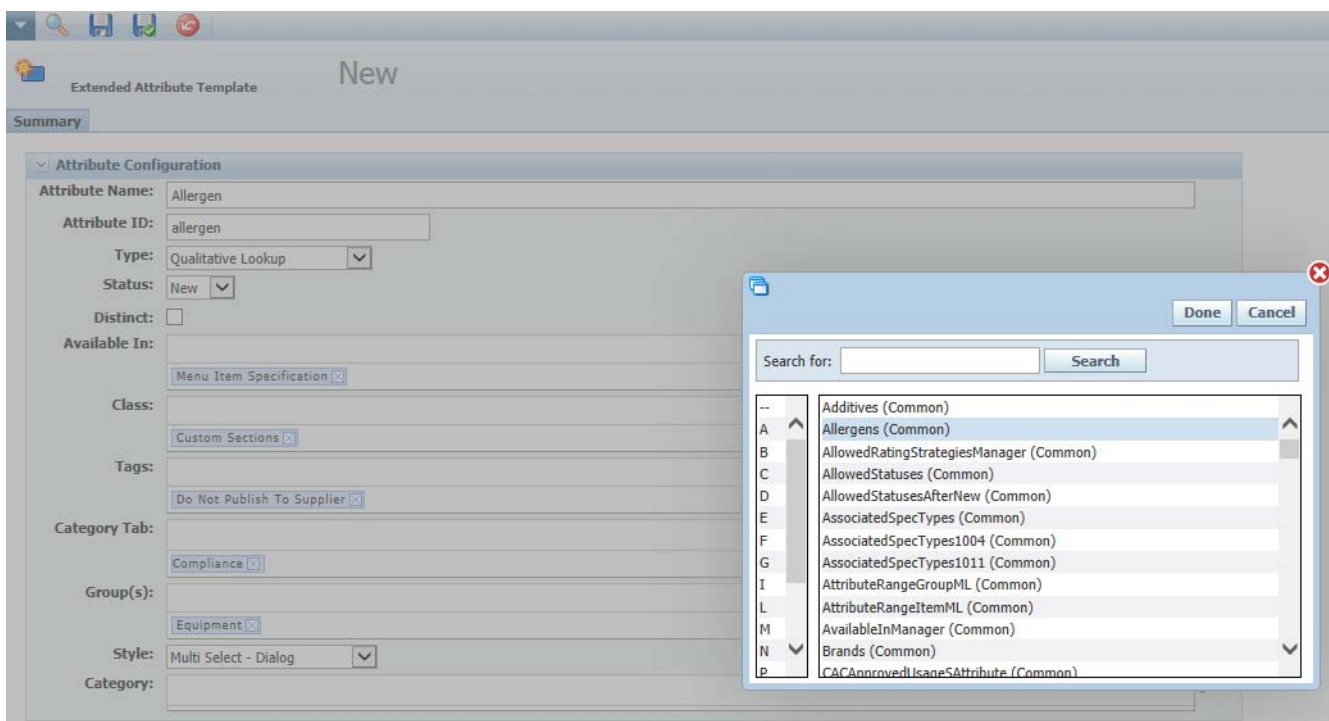 New
Extended Attribute Template
Summary
Attribute Configuration
Attribute Name: Allergen
Attribute ID: allergen
Type: Qualitative Lookup
Status: New
Distinct:
Available In:
Menu Item Specification
Class:
Custom Sections
Tags:
Do Not Publish To Supplier
Category Tab:
Compliance
Group(s):
Equipment
Style: Multi Select - Dialog
Category:
Done Cancel
Search for: Search
-- Additives (Common)
A Allergens (Common)
B AllowedRatingStrategiesManager (Common)
C AllowedStatuses (Common)
D AllowedStatusesAfterNew (Common)
E AssociatedSpecTypes (Common)
F AssociatedSpecTypes1004 (Common)
G AssociatedSpecTypes1011 (Common)
I AttributeRangeGroupML (Common)
L AttributeRangeItemML (Common)
M AvailableInManager (Common)
N Brands (Common)
P CACApprovedUsageSAttribute (Common)